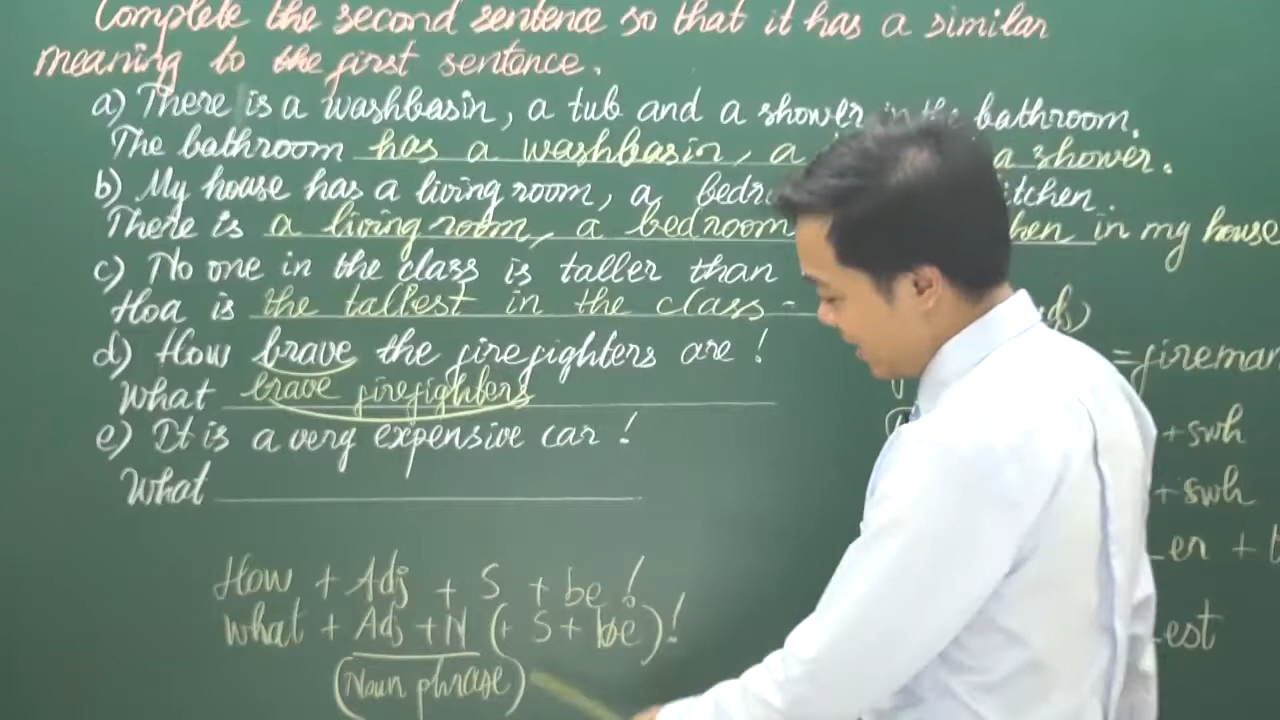 Complete the second sentence so that it has a similar
meaning to the first sentence.
a) There is a washbasin, a tub and a shower in the bathroom.
The bathroom has a washbasin, a a shower.
b) My house has a living room, a
There is a living room, a bedroom in my house
c) No one in the class is taller than
Hoa is the tallest in the class
d) How brave the firefighters are !
= fireman
What brave firefighters
+ swh
e) It is a very expensive car !
+ swh
What
er +
How + Adj + S + be !
What + Adj + N (+ S + be) !
est
(Noun phrase)